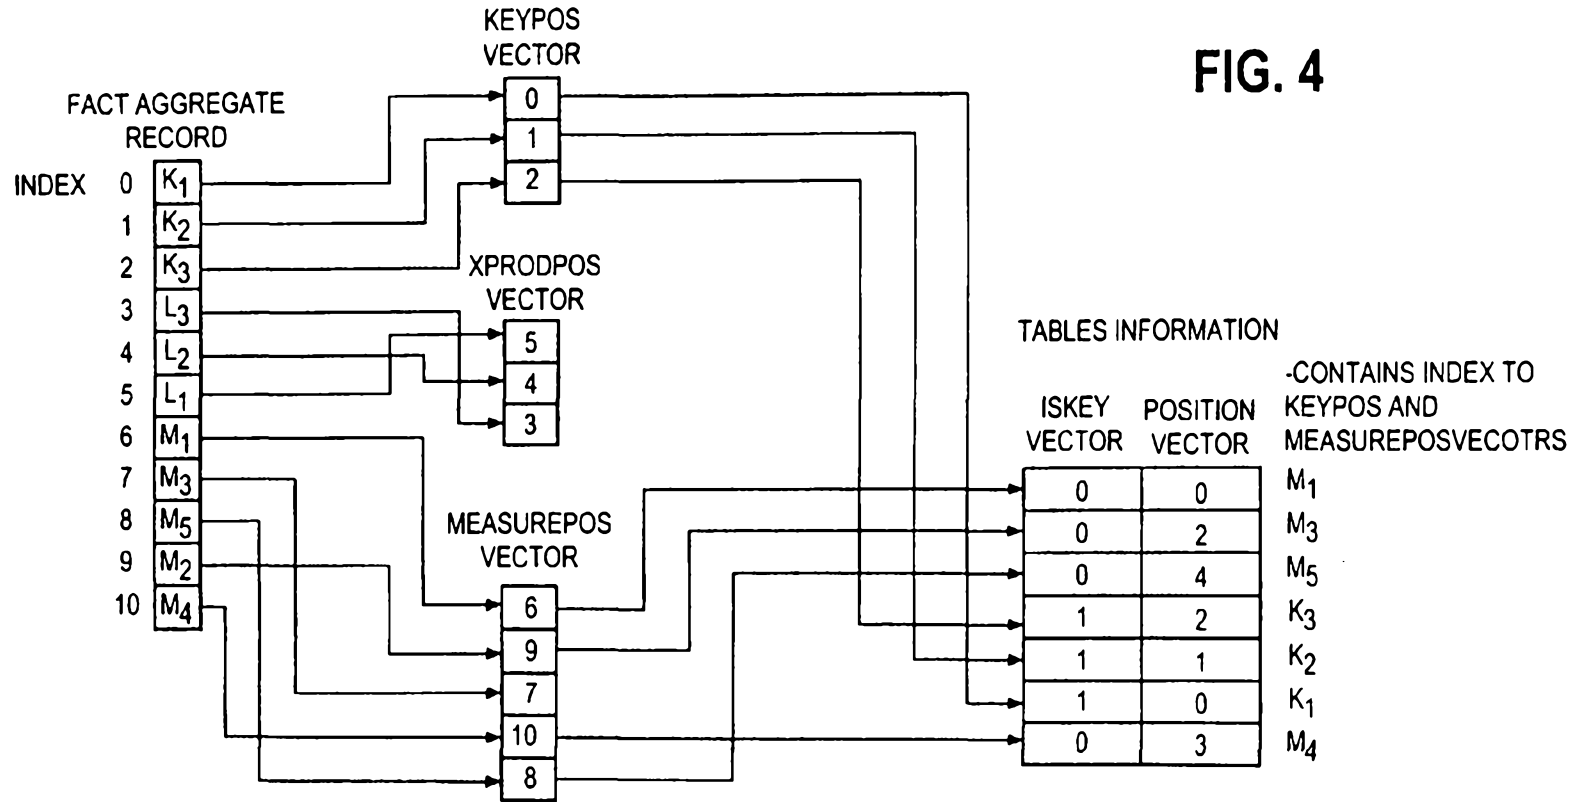 FIG. 4
KEYPOS
VECTOR
0
1
2
FACT AGGREGATE
RECORD
INDEX 0 K1
1 K2
2 K3
3 L3
4 L2
5 L1
6 M1
7 M3
8 M5
9 M2
10 M4
XPRODPOS
VECTOR
5
4
3
MEASUREPOS
VECTOR
6
9
7
10
8
TABLES INFORMATION
-CONTAINS INDEX TO
KEYPOS AND
MEASUREPOSVECOTRS
ISKEY
VECTOR
POSITION
VECTOR
0 0 M1
0 2 M3
0 4 M5
1 2 K3
1 1 K2
1 0 K1
0 3 M4